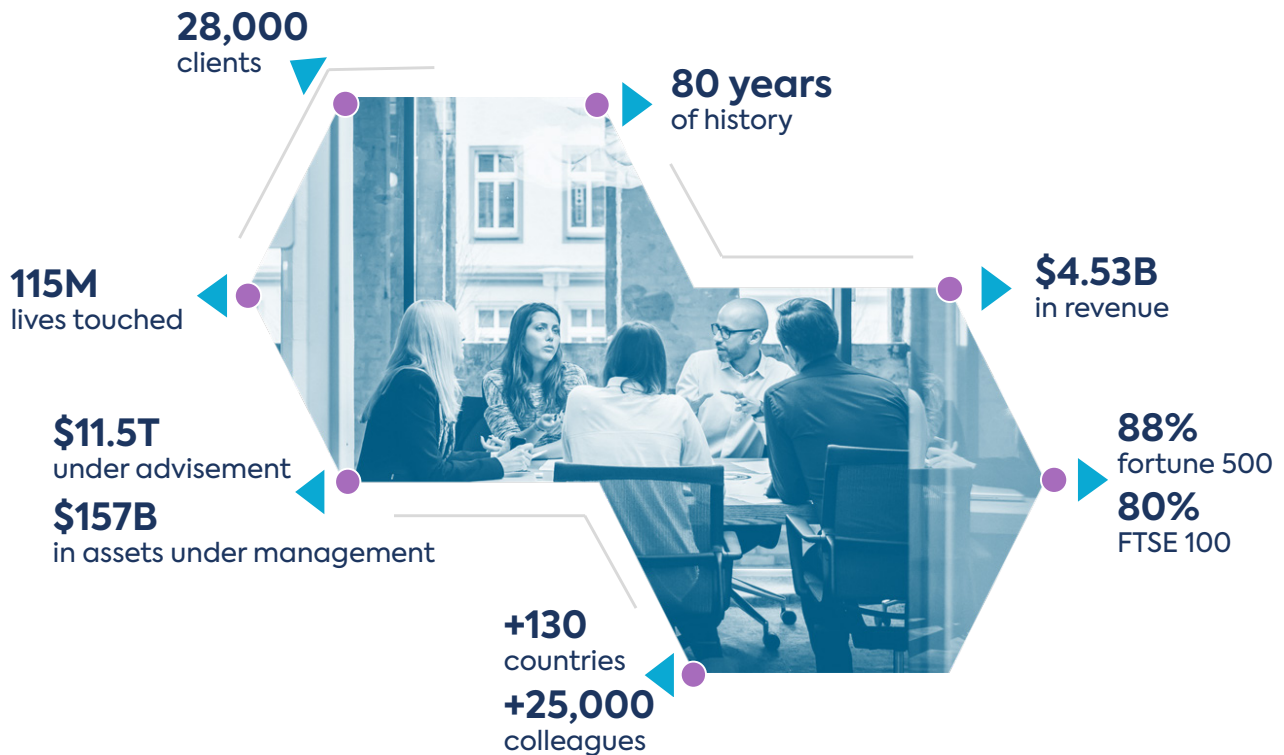 28,000
clients
80 years
of history
115M
lives touched
$4.53B
in revenue
$11.5T
under advisement
$157B
in assets under management
88%
fortune 500
80%
FTSE 100
+130
countries
+25,000
colleagues